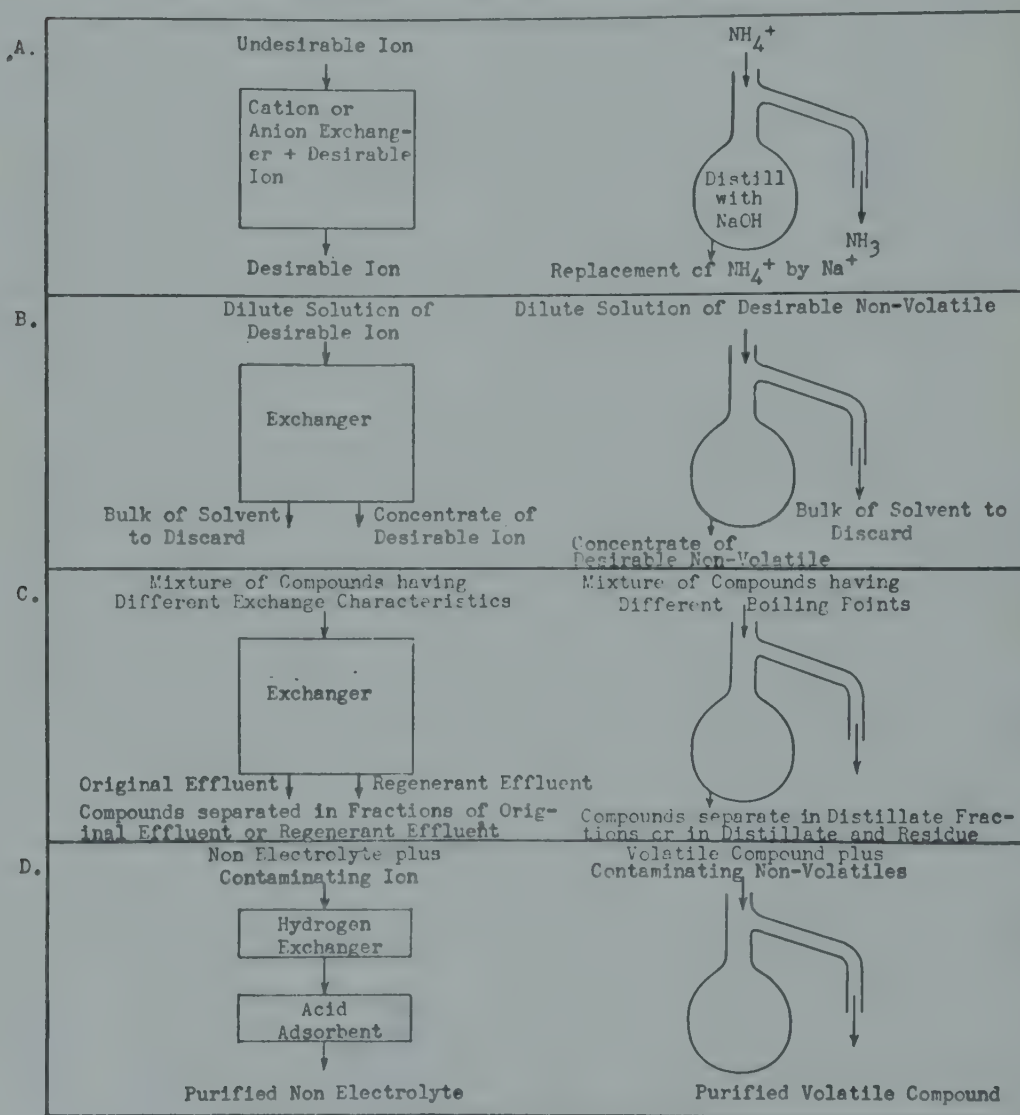 .A.
Undesirable Ion
Cation or
Anion Exchang-
er + Desirable
Ion
Desirable Ion
NH4+
Distill
with
NaOH
NH3
Replacement of NH4+ by Na+
B.
Dilute Solution of
Desirable Ion
Exchanger
Bulk of Solvent
to Discard
Concentrate of
Desirable Ion
Dilute Solution of Desirable Non-Volatile
Bulk of Solvent to
Discard
Concentrate of
Desirable Non-Volatile
C.
Mixture of Compounds having
Different Exchange Characteristics
Exchanger
Original Effluent
Regenerant Effluent
Compounds separated in Fractions of Orig-
inal Effluent or Regenerant Effluent
Mixture of Compounds having
Different Boiling Points
Compounds separate in Distillate Frac-
tions or in Distillate and Residue
D.
Non Electrolyte plus
Contaminating Ion
Hydrogen
Exchanger
Acid
Adsorbent
Purified Non Electrolyte
Volatile Compound plus
Contaminating Non-Volatiles
Purified Volatile Compound